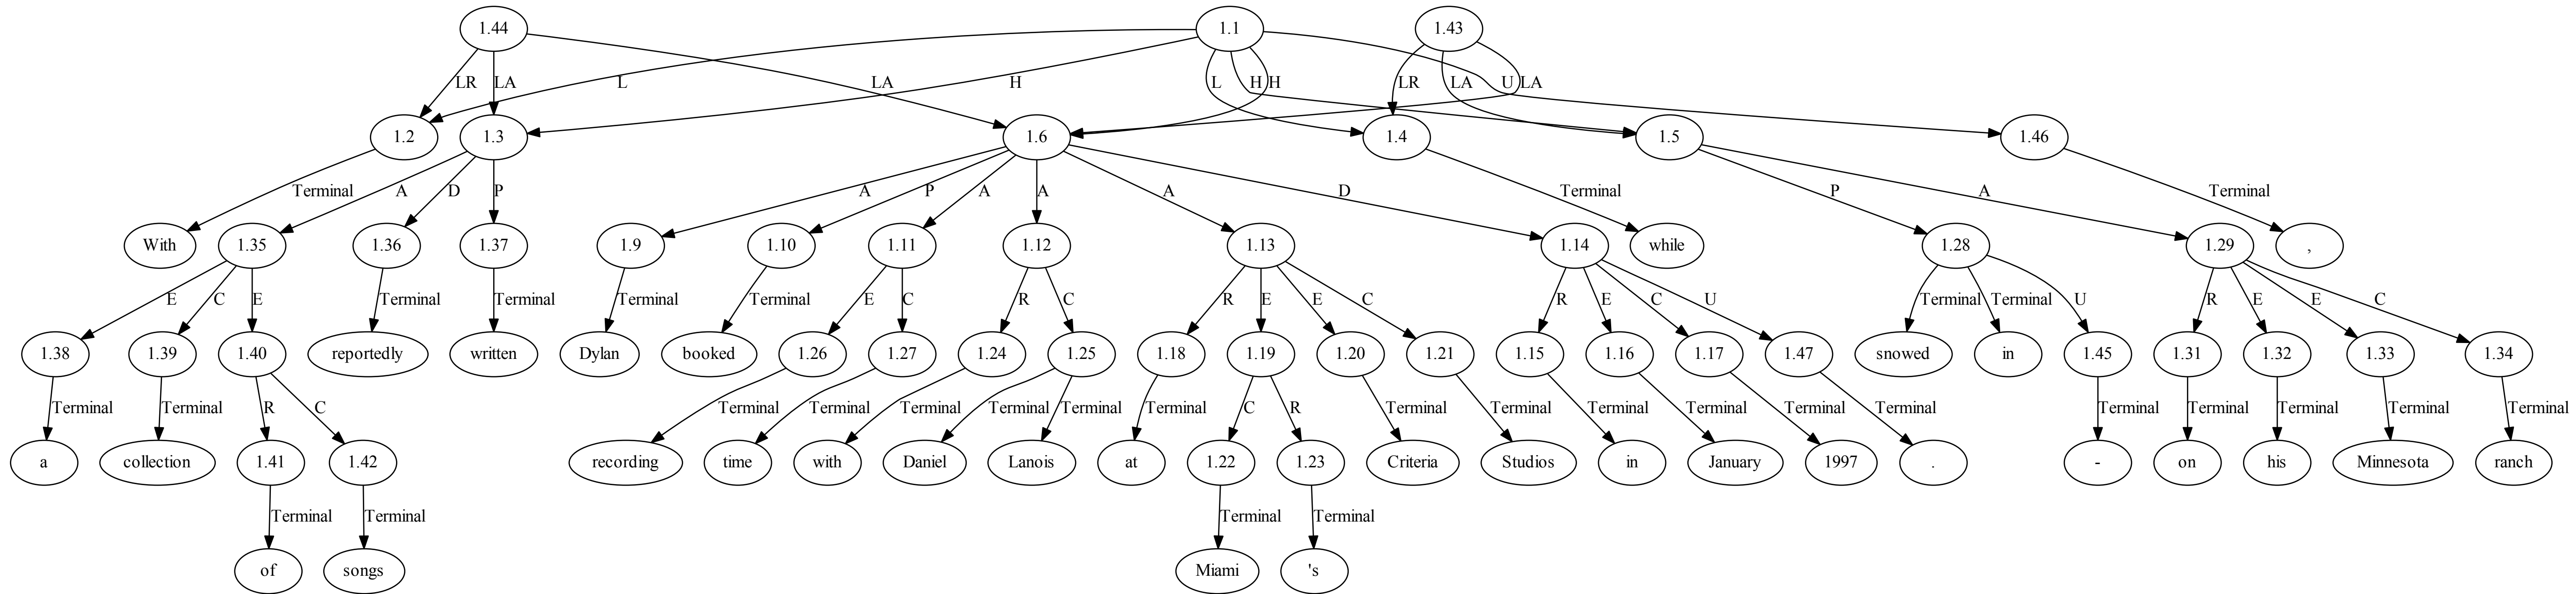 1.44 1.1 1.43
LR LA L LA H L H H LR LA U LA
1.2 1.3 1.6 1.4 1.5 1.46
Terminal A D P A P A A A D Terminal P A Terminal
With 1.35 1.36 1.37 1.9 1.10 1.11 1.12 1.13 1.14 while 1.28 1.29 ,
E C E Terminal Terminal Terminal Terminal E C R C R E E C R E C U Terminal Terminal U R E E C
1.38 1.39 1.40 reportedly written Dylan booked 1.26 1.27 1.24 1.25 1.18 1.19 1.20 1.21 1.15 1.16 1.17 1.47 snowed in 1.45 1.31 1.32 1.33 1.34
Terminal Terminal R C Terminal Terminal Terminal Terminal Terminal Terminal C R Terminal Terminal Terminal Terminal Terminal Terminal Terminal Terminal Terminal Terminal Terminal
a collection 1.41 1.42 recording time with Daniel Lanois at 1.22 1.23 Criteria Studios in January 1997 . - on his Minnesota ranch
Terminal Terminal Terminal Terminal
of songs Miami 's